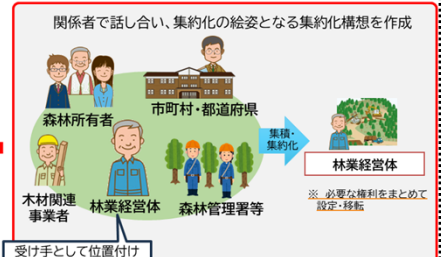 関係者で話し合い、集約化の絵姿となる集約化構想を作成
森林所有者
市町村・都道府県
木材関連
事業者
林業経営体
森林管理署等
集積・
集約化
林業経営体
※ 必要な権利をまとめて
設定・移転
受け手として位置付け